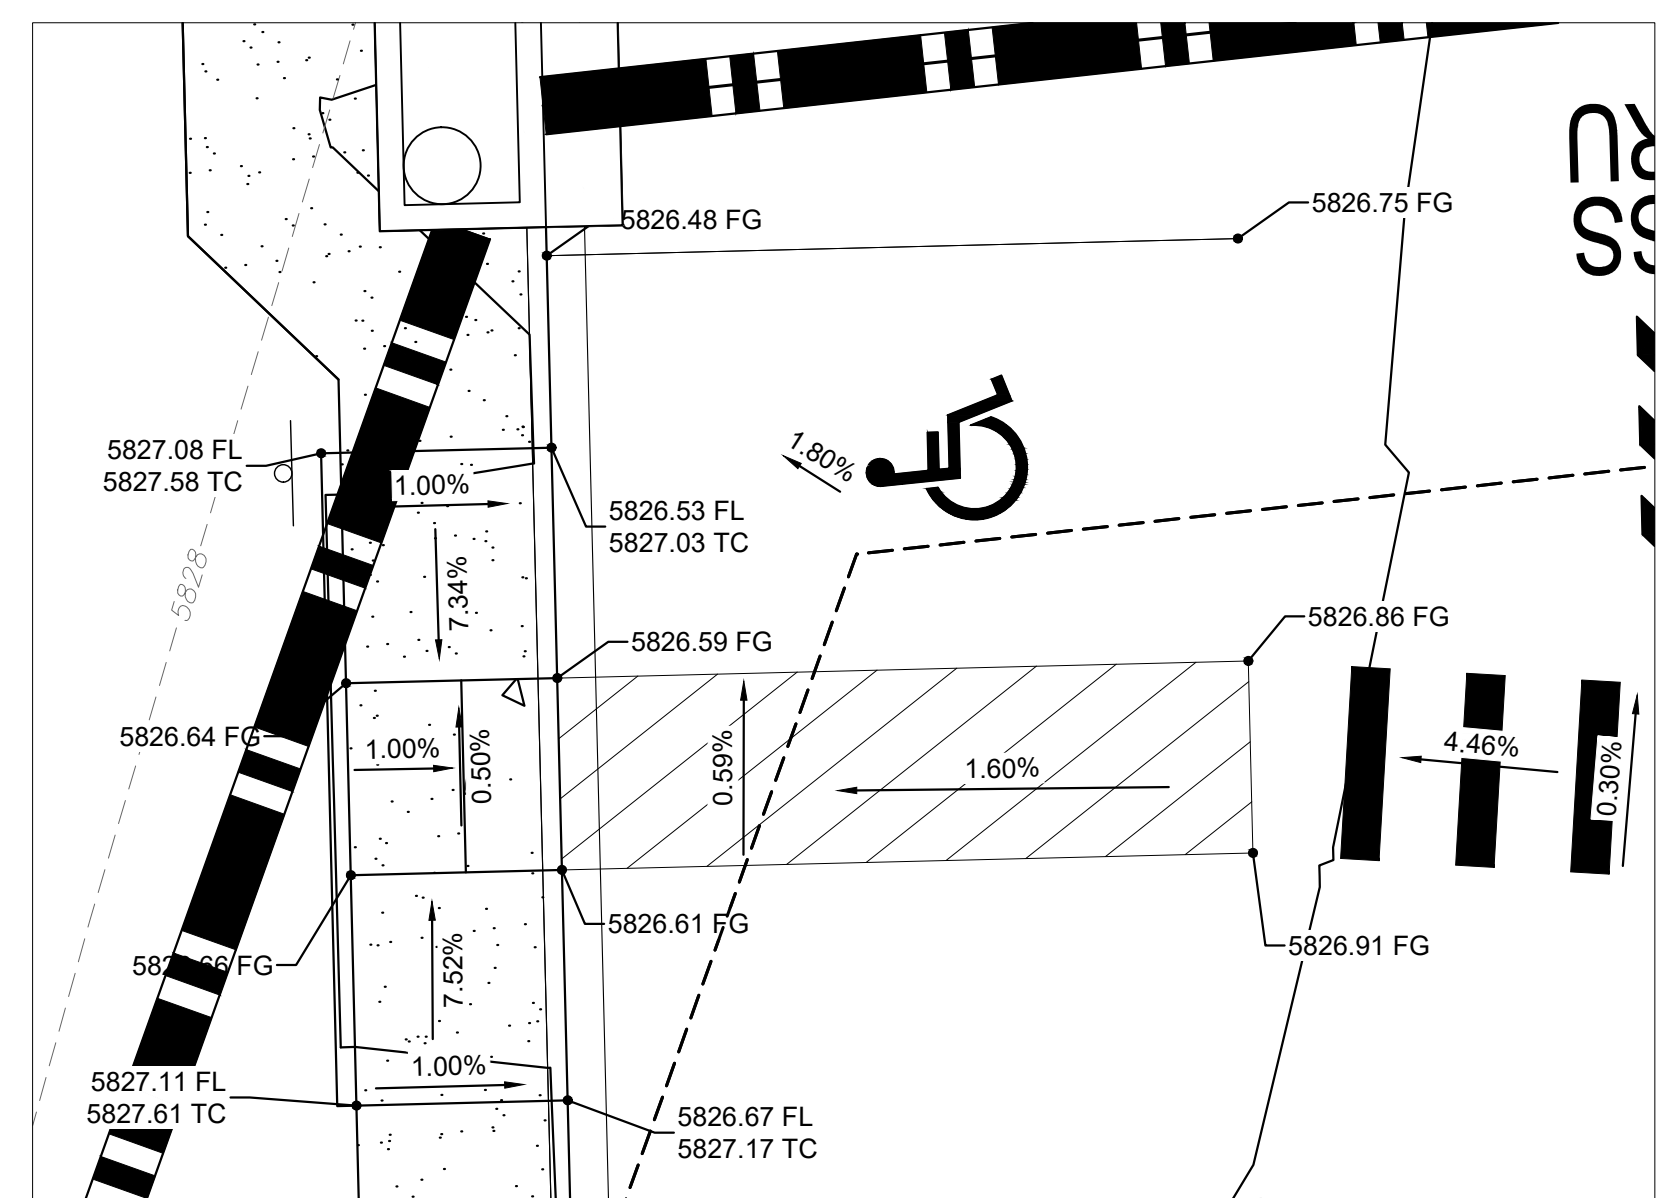 5826.48 FG
5826.75 FG
1.80%
5827.08 FL
5827.58 TC
1.00%
5826.53 FL
5827.03 TC
5828
7.34%
5826.86 FG
5826.59 FG
5826.64 FG
1.00%
0.50%
0.59%
1.60%
4.46%
0.30%
5826.61 FG
5826.91 FG
FG
7.52%
1.00%
5827.11 FL
5827.61 TC
5826.67 FL
5827.17 TC